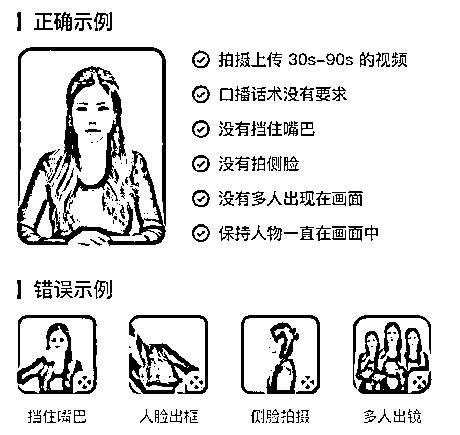 正确示例
拍摄上传 30s-90s 的视频
口播话术没有要求
没有挡住嘴巴
没有拍侧脸
没有多人出现在画面
保持人物一直在画面中
错误示例
挡住嘴巴
人脸出框
侧脸拍摄
多人出镜